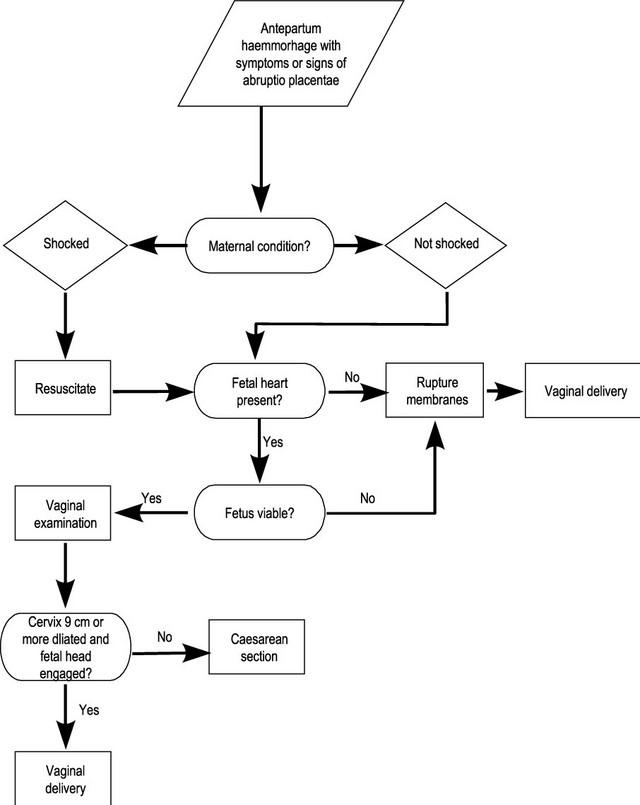 Antepartum
haemmorhage with
symptoms or signs of
abruptio placentae
Shocked
Maternal condition?
Not shocked
Resuscitate
Fetal heart
present?
No
Rupture
membranes
Vaginal delivery
Yes
Vaginal
examination
Yes
Fetus viable?
No
Cervix 9 cm or
more dliated and
fetal head
engaged?
No
Caesarean
section
Yes
Vaginal
delivery